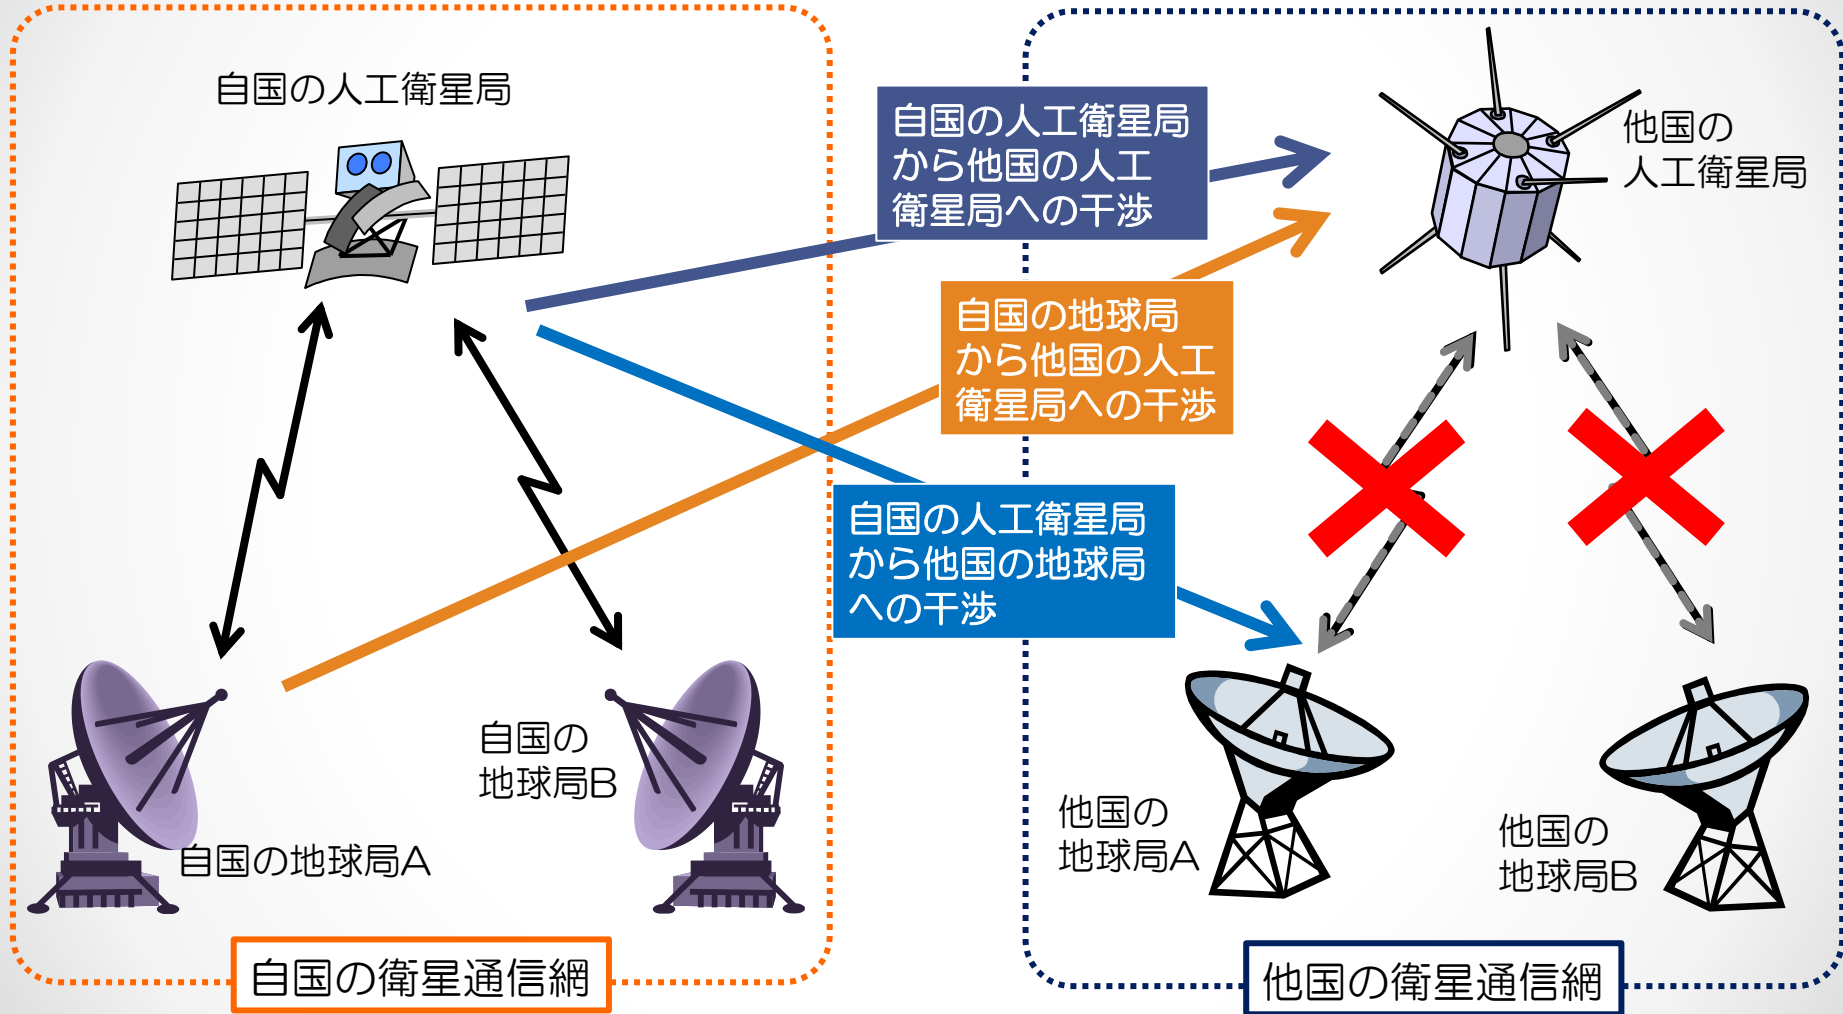 自国の人工衛星局
自国の人工衛星局
から他国の人工
衛星局への干渉
他国の
人工衛星局
自国の地球局
から他国の人工
衛星局への干渉
自国の人工衛星局
から他国の地球局
への干渉
自国の
地球局B
自国の地球局A
他国の
地球局A
他国の
地球局B
自国の衛星通信網
他国の衛星通信網